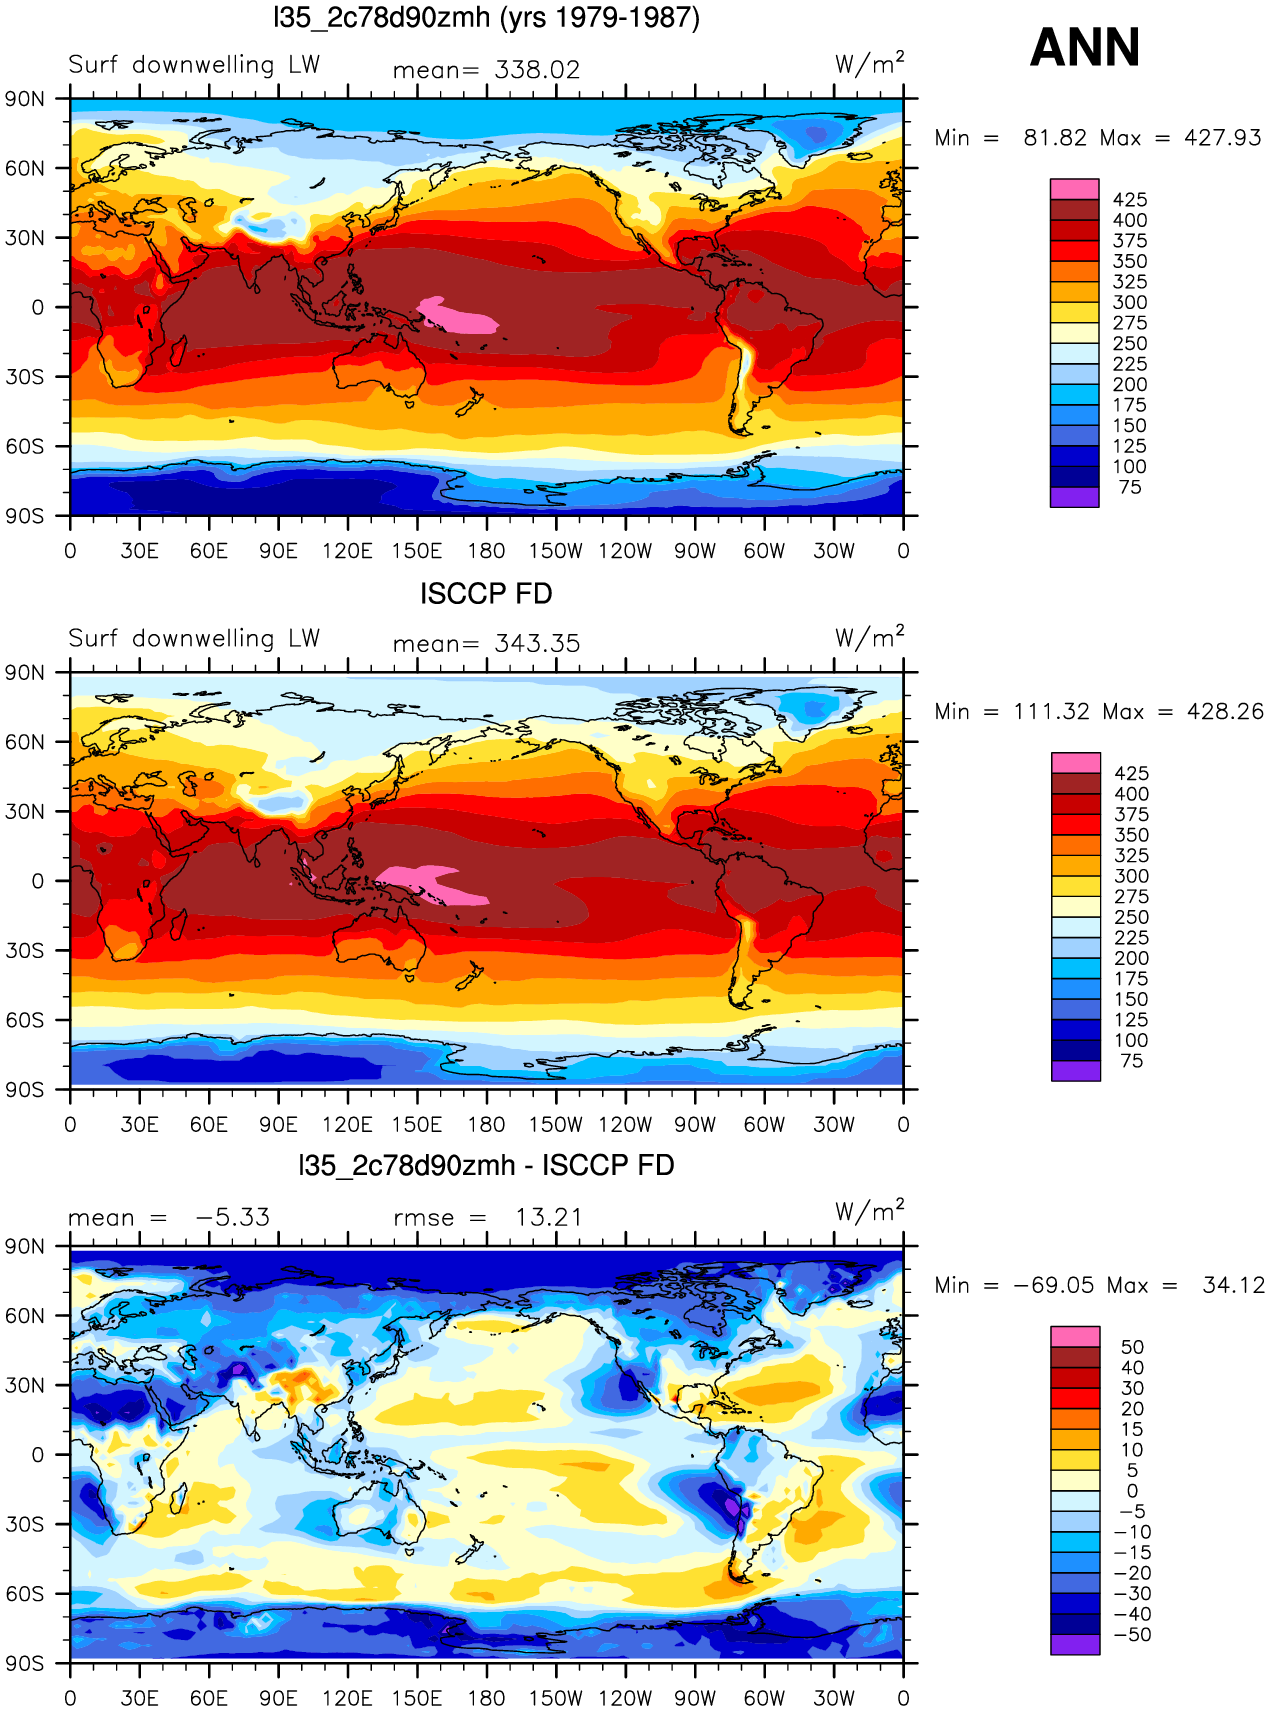 l35_2c78d90zmh (yrs 1979-1987)
ANN
Surf downwelling LW mean= 338.02 W/m²
Min = 81.82 Max = 427.93
90N
60N
30N
0
30S
60S
90S
0 30E 60E 90E 120E 150E 180 150W 120W 90W 60W 30W 0
425
400
375
350
325
300
275
250
225
200
175
150
125
100
75
ISCCP FD
Surf downwelling LW mean= 343.35 W/m²
Min = 111.32 Max = 428.26
90N
60N
30N
0
30S
60S
90S
0 30E 60E 90E 120E 150E 180 150W 120W 90W 60W 30W 0
425
400
375
350
325
300
275
250
225
200
175
150
125
100
75
l35_2c78d90zmh - ISCCP FD
mean = −5.33 rmse = 13.21 W/m²
Min = −69.05 Max = 34.12
90N
60N
30N
0
30S
60S
90S
0 30E 60E 90E 120E 150E 180 150W 120W 90W 60W 30W 0
50
40
30
20
15
10
5
0
−5
−10
−15
−20
−30
−40
−50